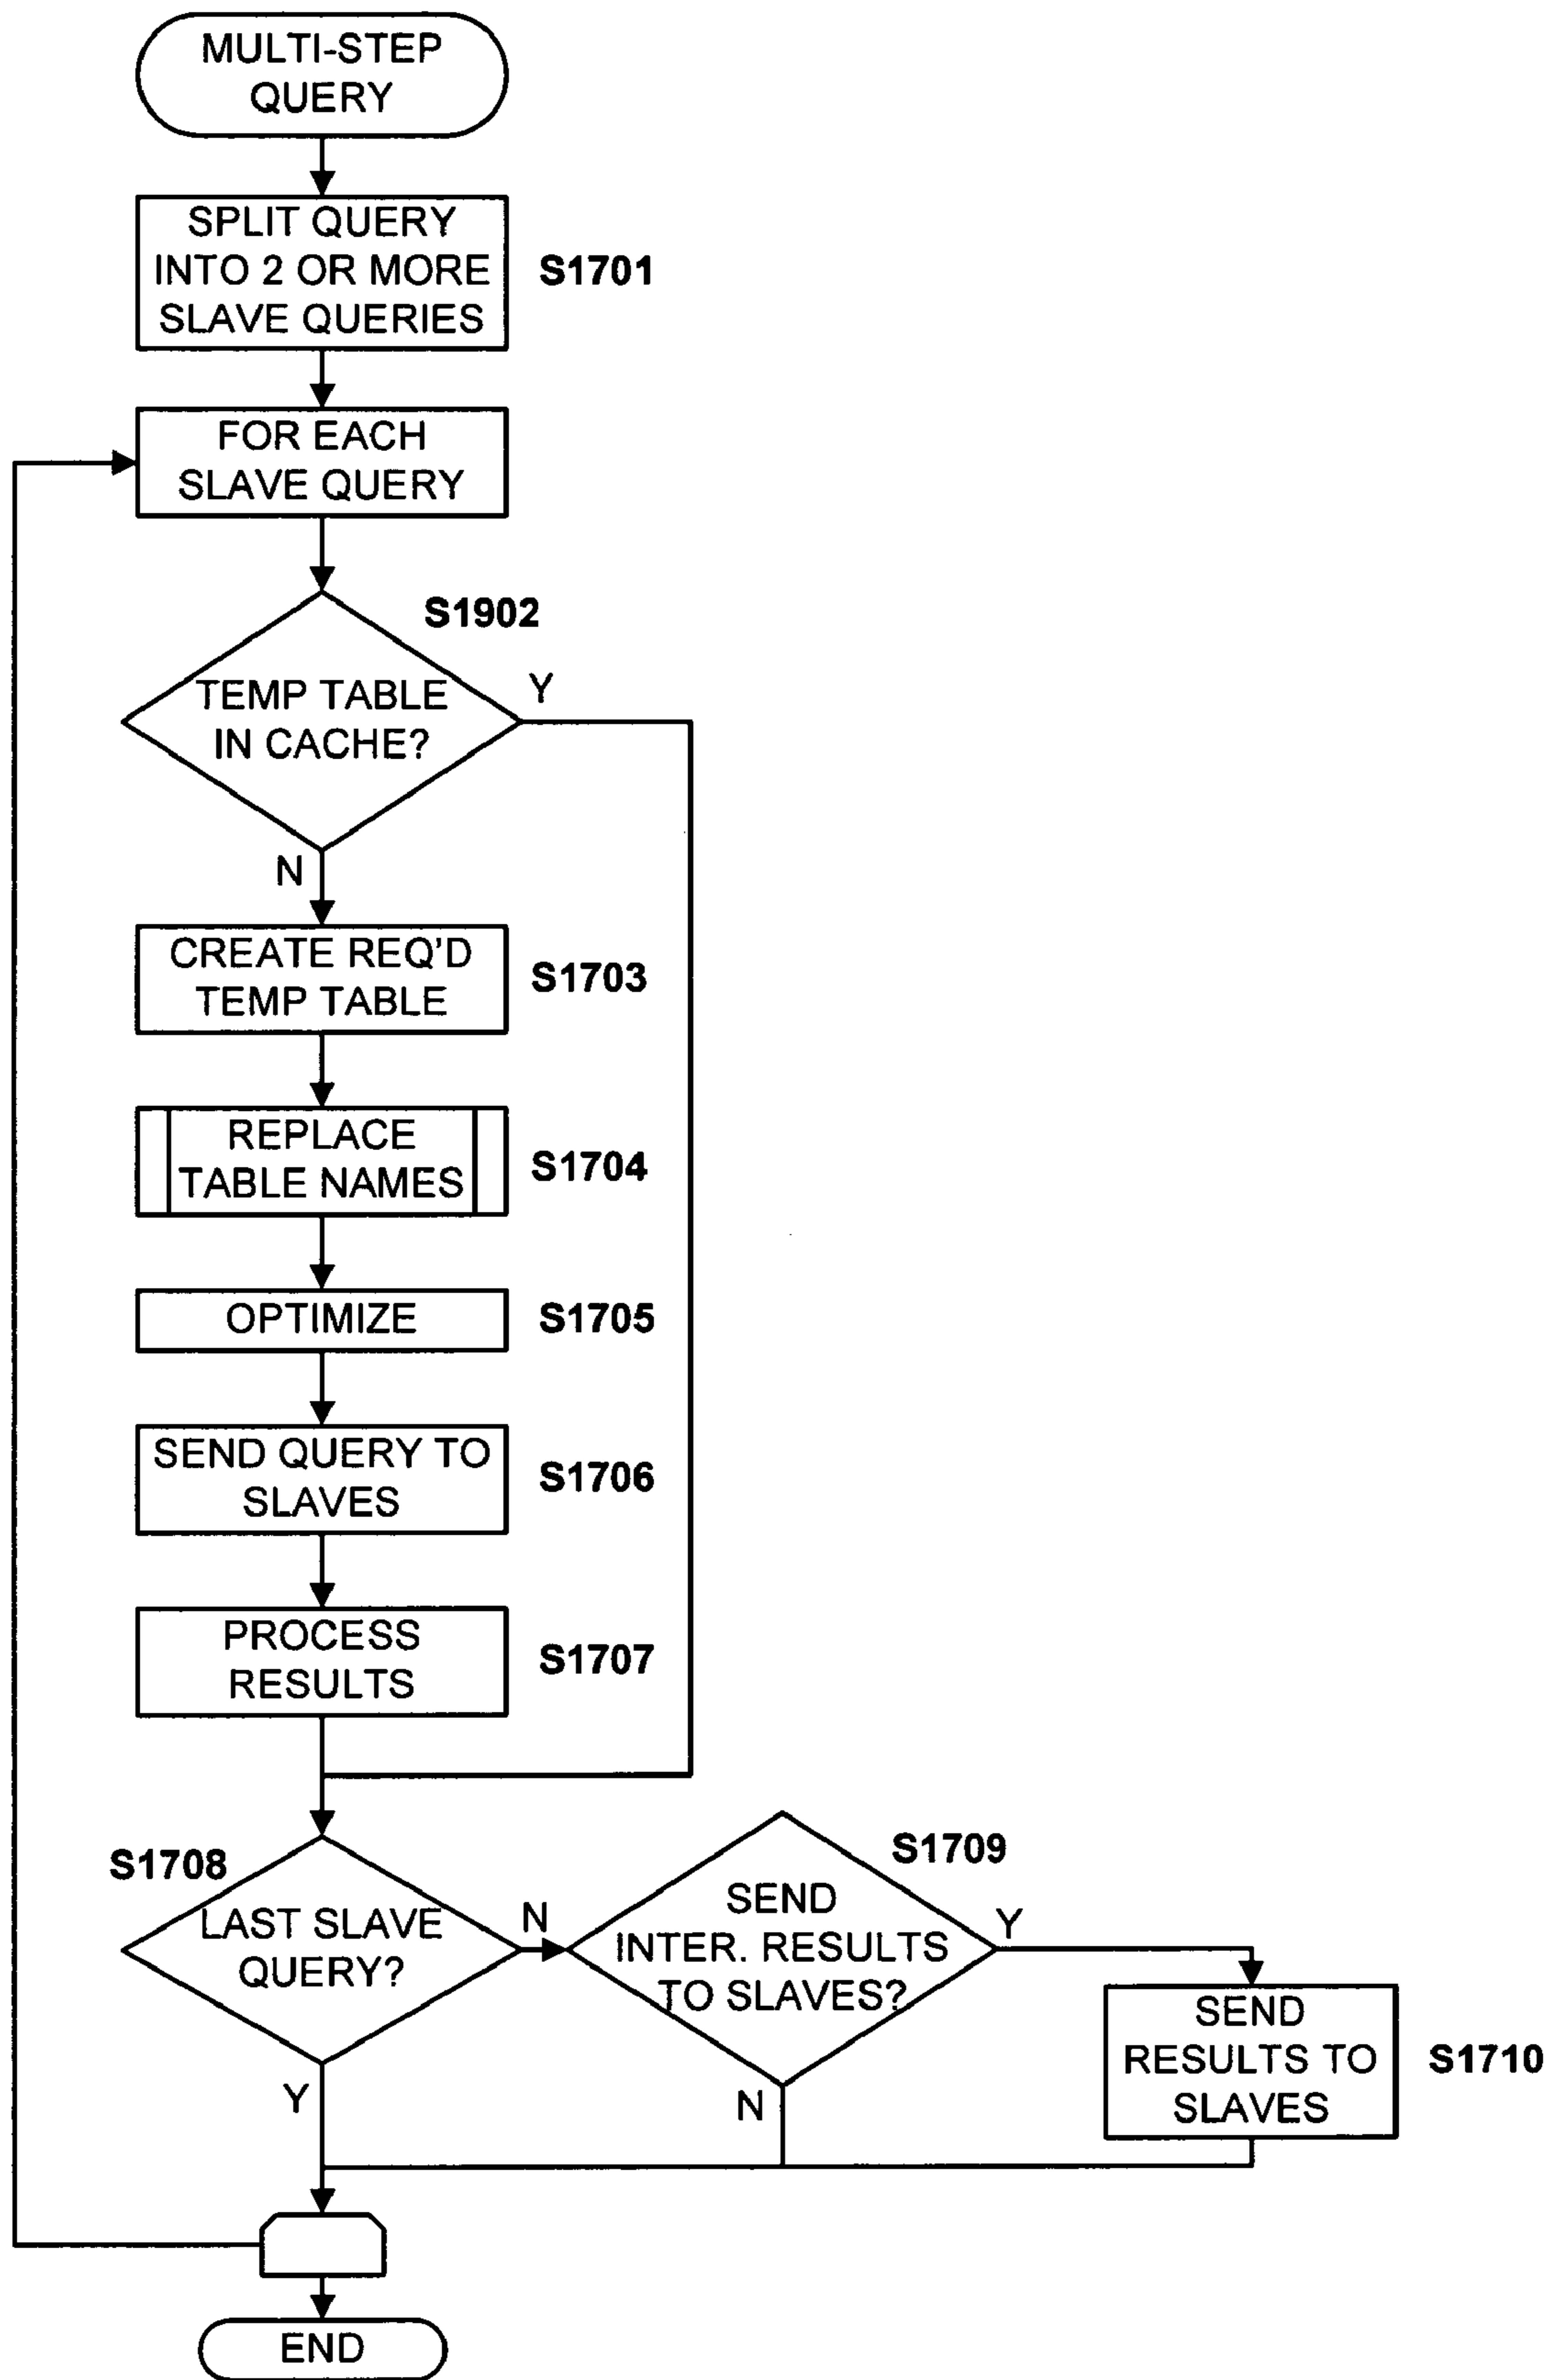 MULTI-STEP
QUERY
SPLIT QUERY
INTO 2 OR MORE
SLAVE QUERIES
S1701
FOR EACH
SLAVE QUERY
S1902
TEMP TABLE
IN CACHE?
Y
N
CREATE REQ'D
TEMP TABLE
S1703
REPLACE
TABLE NAMES
S1704
OPTIMIZE
S1705
SEND QUERY TO
SLAVES
S1706
PROCESS
RESULTS
S1707
S1708
LAST SLAVE
QUERY?
N
Y
S1709
SEND
INTER. RESULTS
TO SLAVES?
Y
N
SEND
RESULTS TO
SLAVES
S1710
END